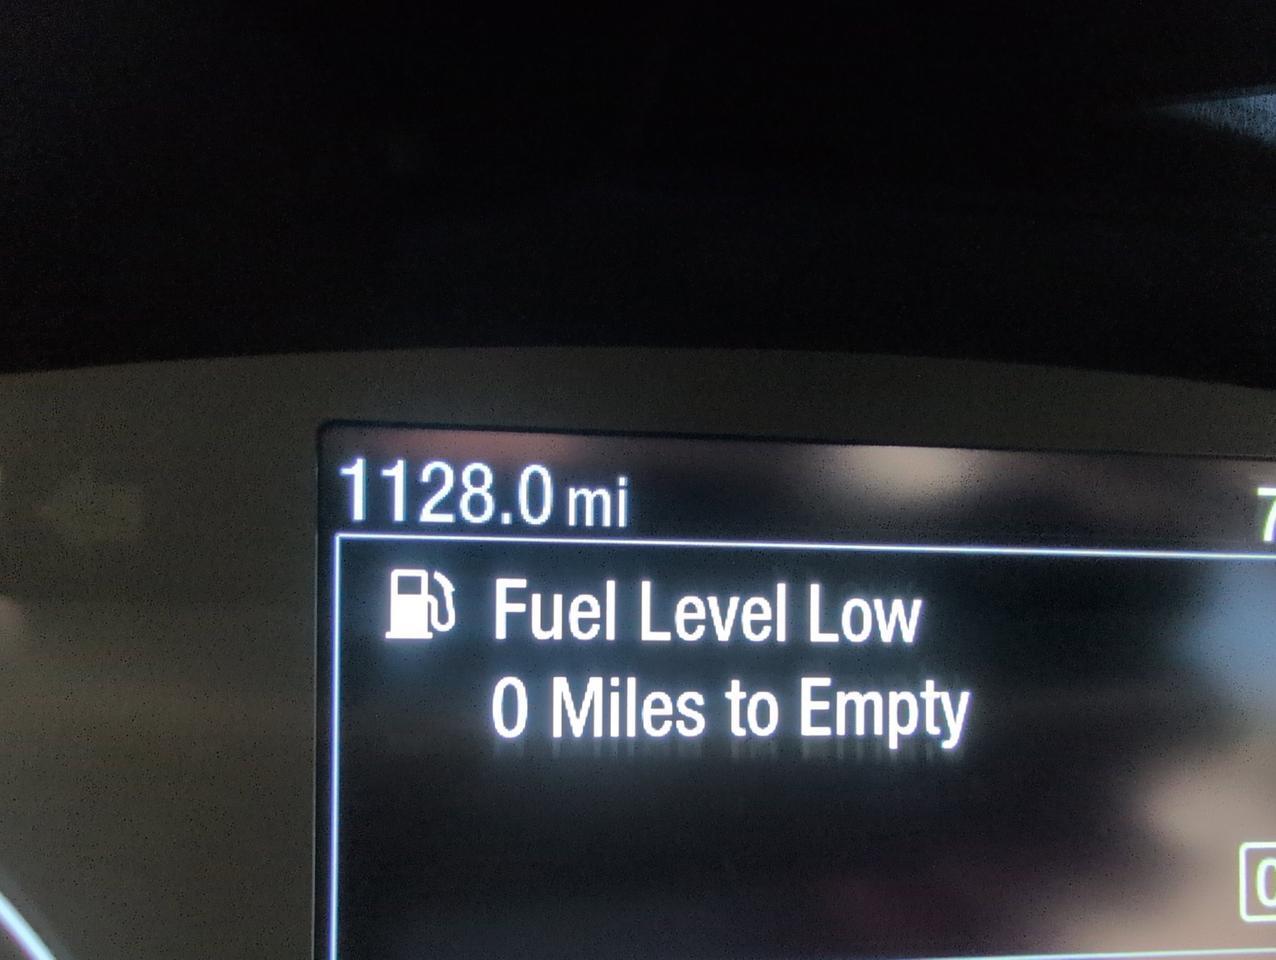 1128.0 mi
Fuel Level Low
0 Miles to Empty